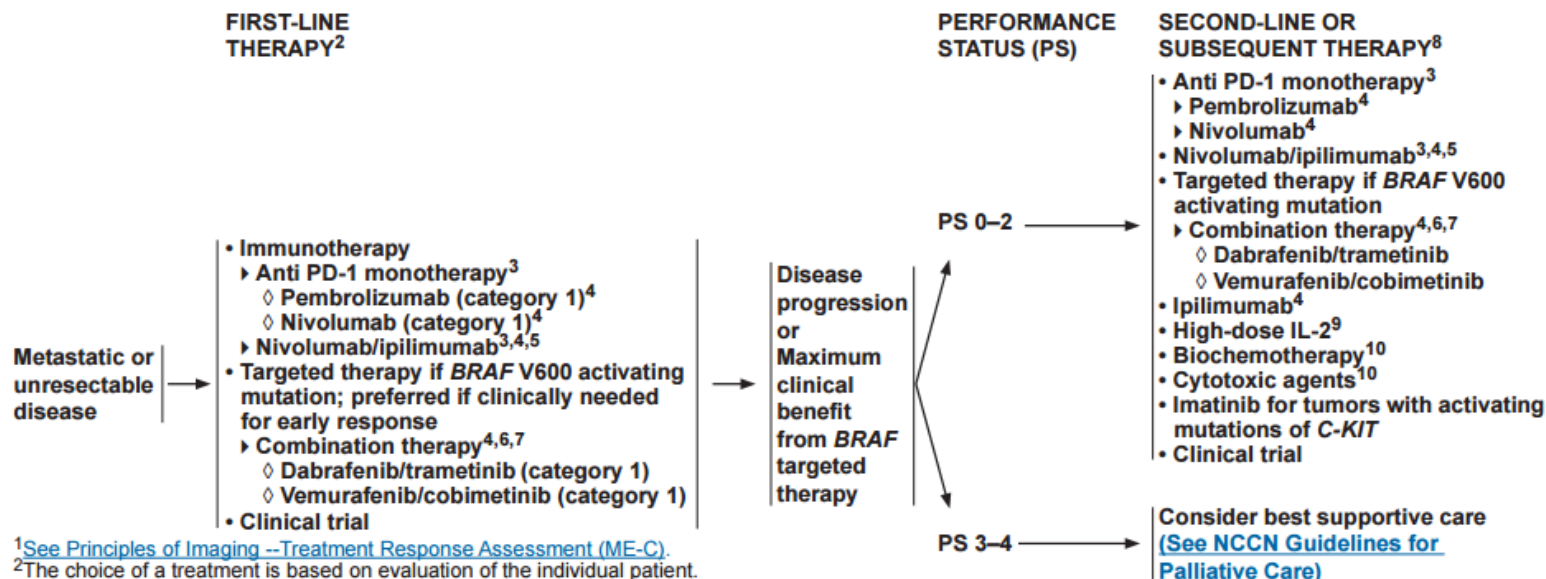 FIRST-LINE
THERAPY2
PERFORMANCE
STATUS (PS)
SECOND-LINE OR
SUBSEQUENT THERAPY8
Metastatic or
unresectable
disease
• Immunotherapy
▸ Anti PD-1 monotherapy3
◊ Pembrolizumab (category 1)4
◊ Nivolumab (category 1)4
▸ Nivolumab/ipilimumab3,4,5
• Targeted therapy if BRAF V600 activating
mutation; preferred if clinically needed
for early response
▸ Combination therapy4,6,7
◊ Dabrafenib/trametinib (category 1)
◊ Vemurafenib/cobimetinib (category 1)
• Clinical trial
Disease
progression
or
Maximum
clinical
benefit
from BRAF
targeted
therapy
PS 0–2
• Anti PD-1 monotherapy3
▸ Pembrolizumab4
▸ Nivolumab4
• Nivolumab/ipilimumab3,4,5
• Targeted therapy if BRAF V600
activating mutation
▸ Combination therapy4,6,7
◊ Dabrafenib/trametinib
◊ Vemurafenib/cobimetinib
• Ipilimumab4
• High-dose IL-29
• Biochemotherapy10
• Cytotoxic agents10
• Imatinib for tumors with activating
mutations of C-KIT
• Clinical trial
PS 3–4
Consider best supportive care
(See NCCN Guidelines for
Palliative Care)
1See Principles of Imaging --Treatment Response Assessment (ME-C).
2The choice of a treatment is based on evaluation of the individual patient.